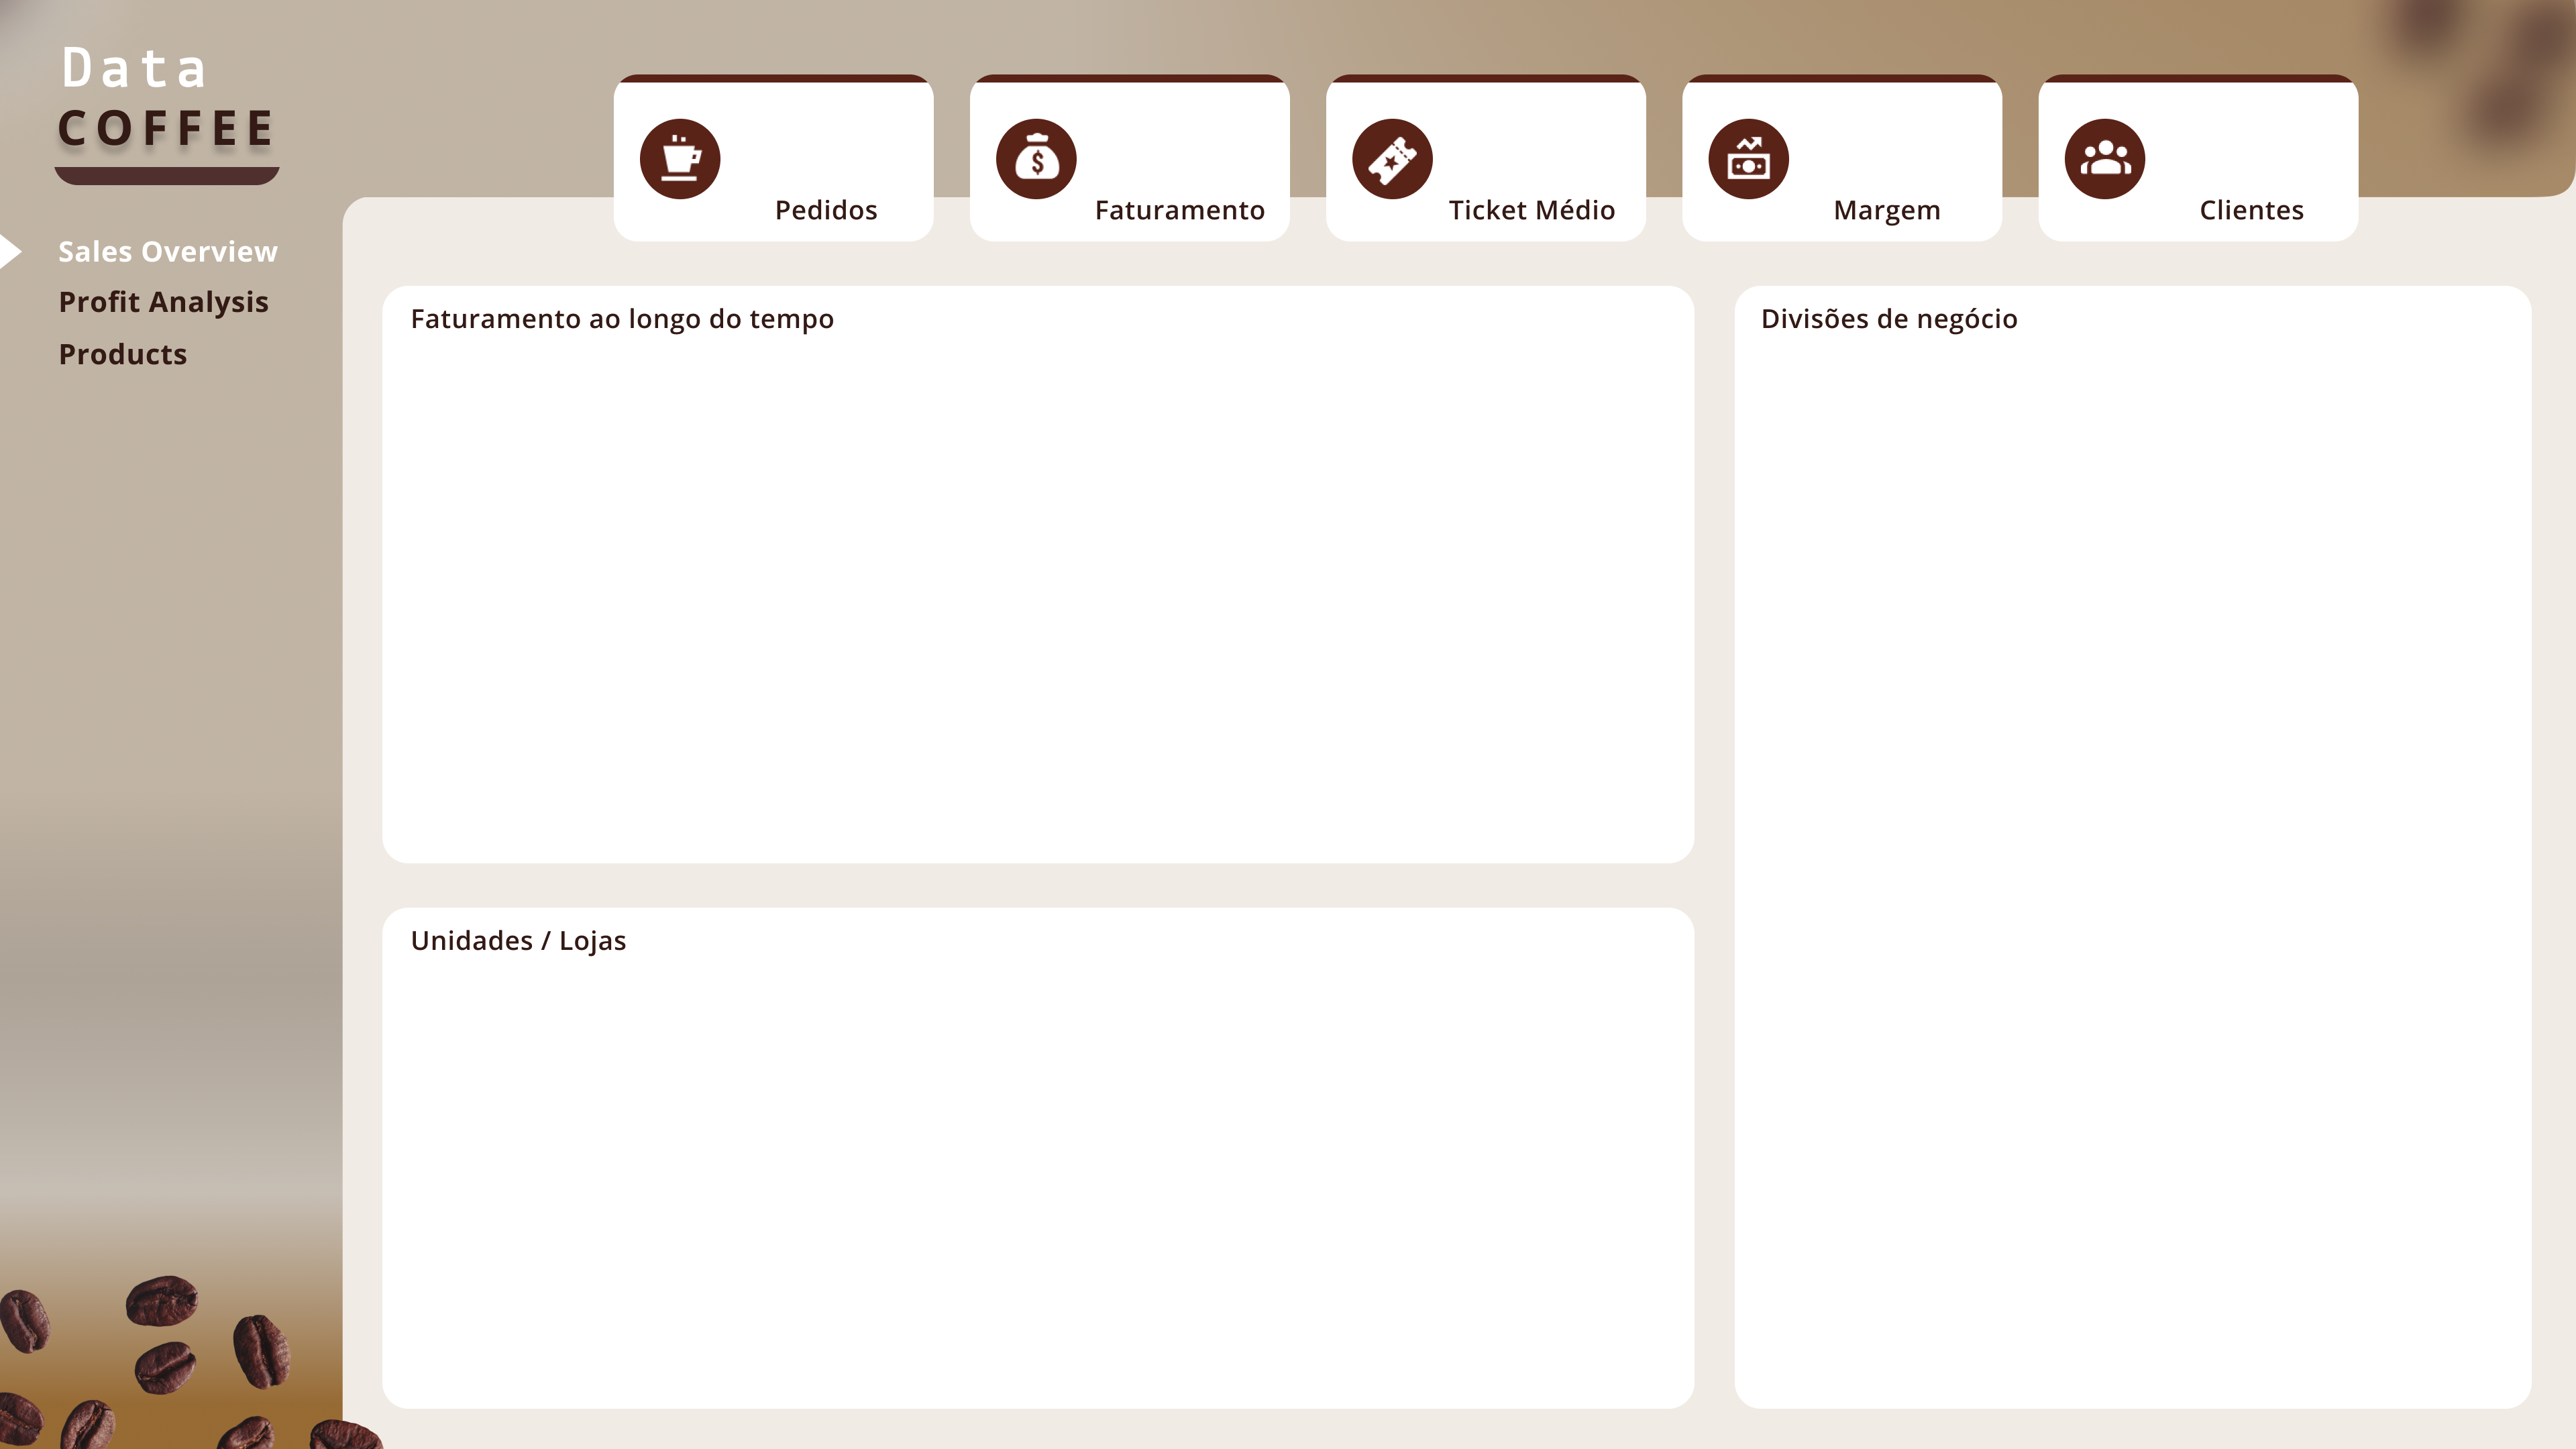 Data
COFFEE
Sales Overview
Profit Analysis
Products
Pedidos
Faturamento
Ticket Médio
Margem
Clientes
Faturamento ao longo do tempo
Divisões de negócio
Unidades / Lojas